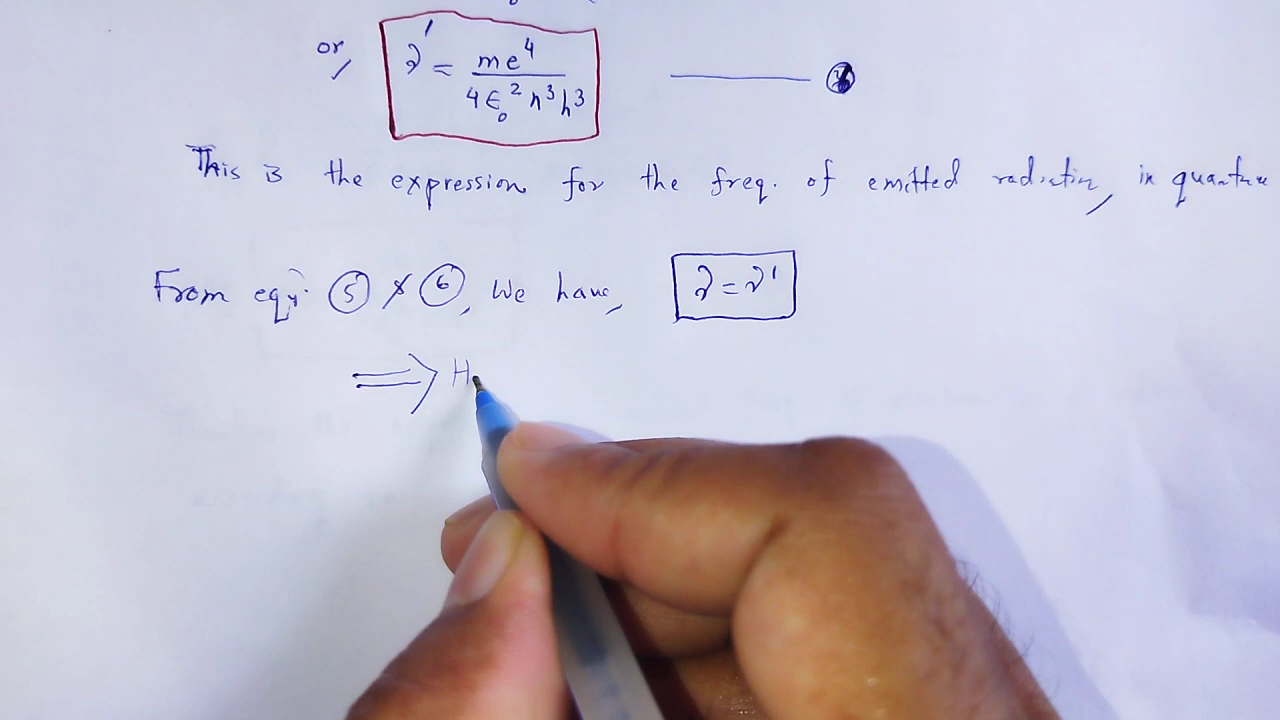 or, ν' = me⁴ / 4ε₀²n³h³
This is the expression for the freq. of emitted radiation, in quantum
From eqn. ⑤ & ⑥, we have, ν = ν'
⟹ H